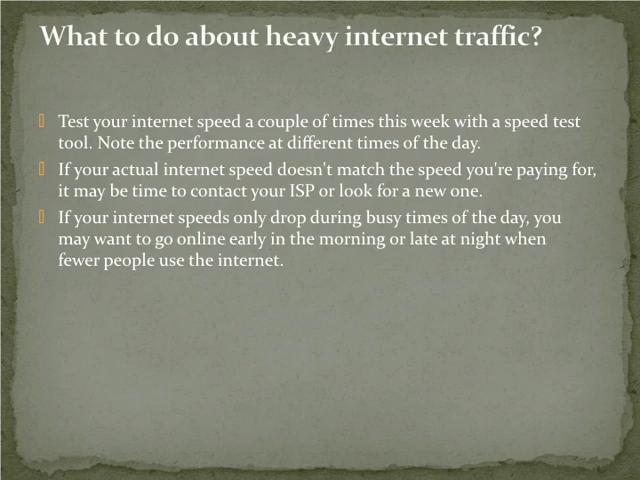 What to do about heavy internet traffic?
Test your internet speed a couple of times this week with a speed test
tool. Note the performance at different times of the day.
If your actual internet speed doesn't match the speed you're paying for,
it may be time to contact your ISP or look for a new one.
If your internet speeds only drop during busy times of the day, you
may want to go online early in the morning or late at night when
fewer people use the internet.